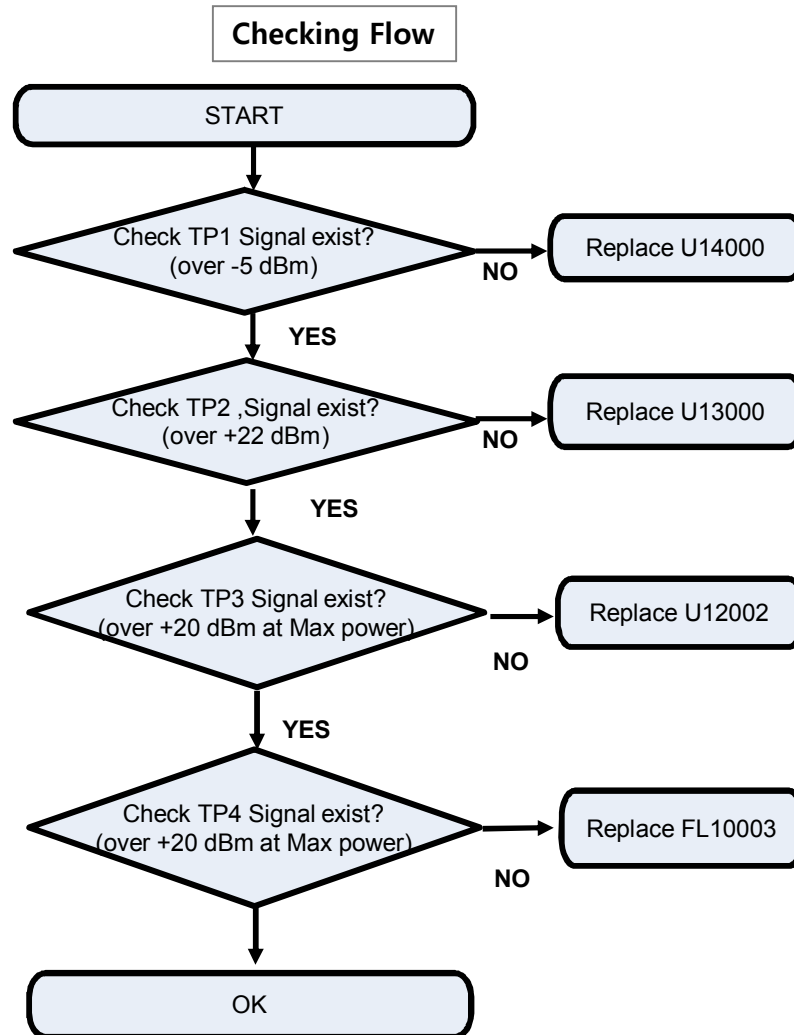 Checking Flow
START
Check TP1 Signal exist?
(over -5 dBm)
NO
Replace U14000
YES
Check TP2 ,Signal exist?
(over +22 dBm)
NO
Replace U13000
YES
Check TP3 Signal exist?
(over +20 dBm at Max power)
NO
Replace U12002
YES
Check TP4 Signal exist?
(over +20 dBm at Max power)
NO
Replace FL10003
OK